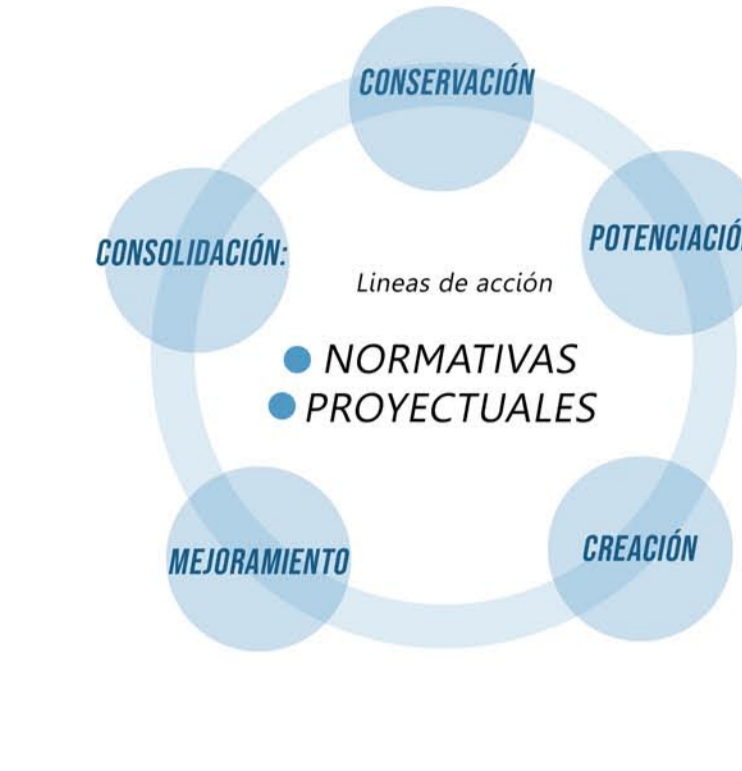 CONSERVACIÓN
POTENCIACIÓ
CONSOLIDACIÓN:
Lineas de acción
NORMATIVAS
PROYECTUALES
MEJORAMIENTO
CREACIÓN